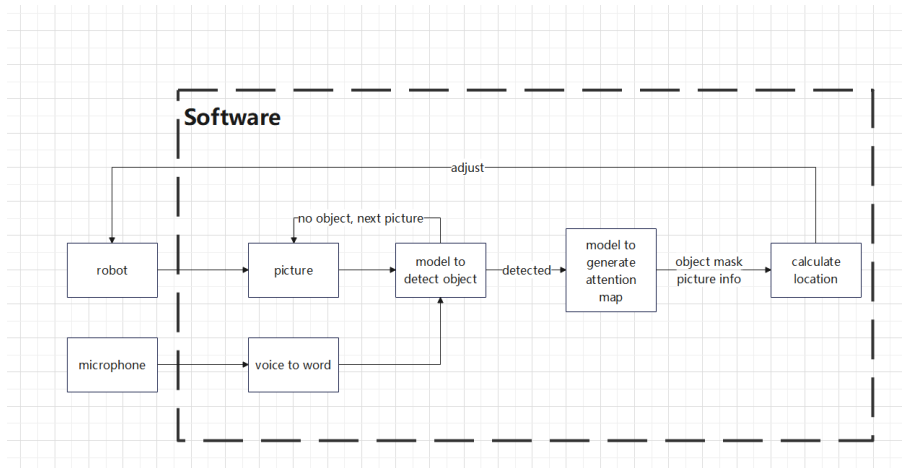 Software
adjust
no object, next picture
robot
picture
model to
detect object
detected
model to
generate
attention
map
object mask
picture info
calculate
location
microphone
voice to word